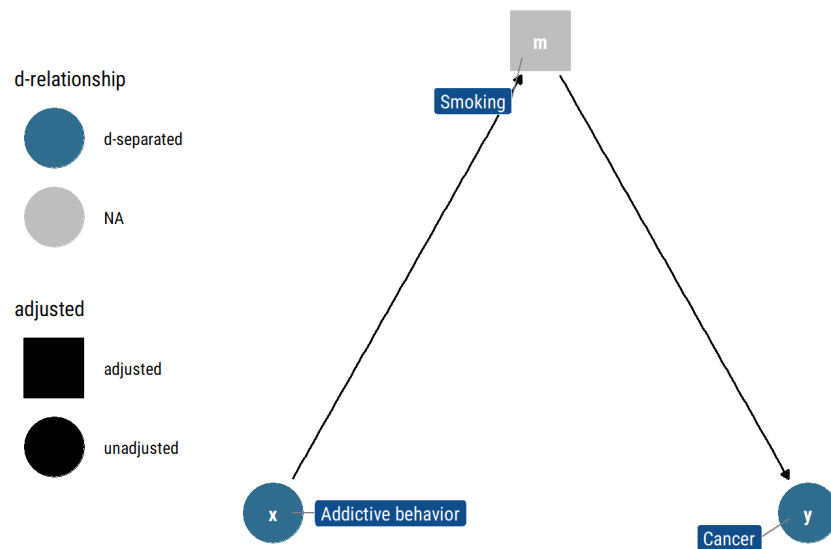 m
d-relationship
Smoking
d-separated
NA
adjusted
adjusted
unadjusted
x
Addictive behavior
y
Cancer